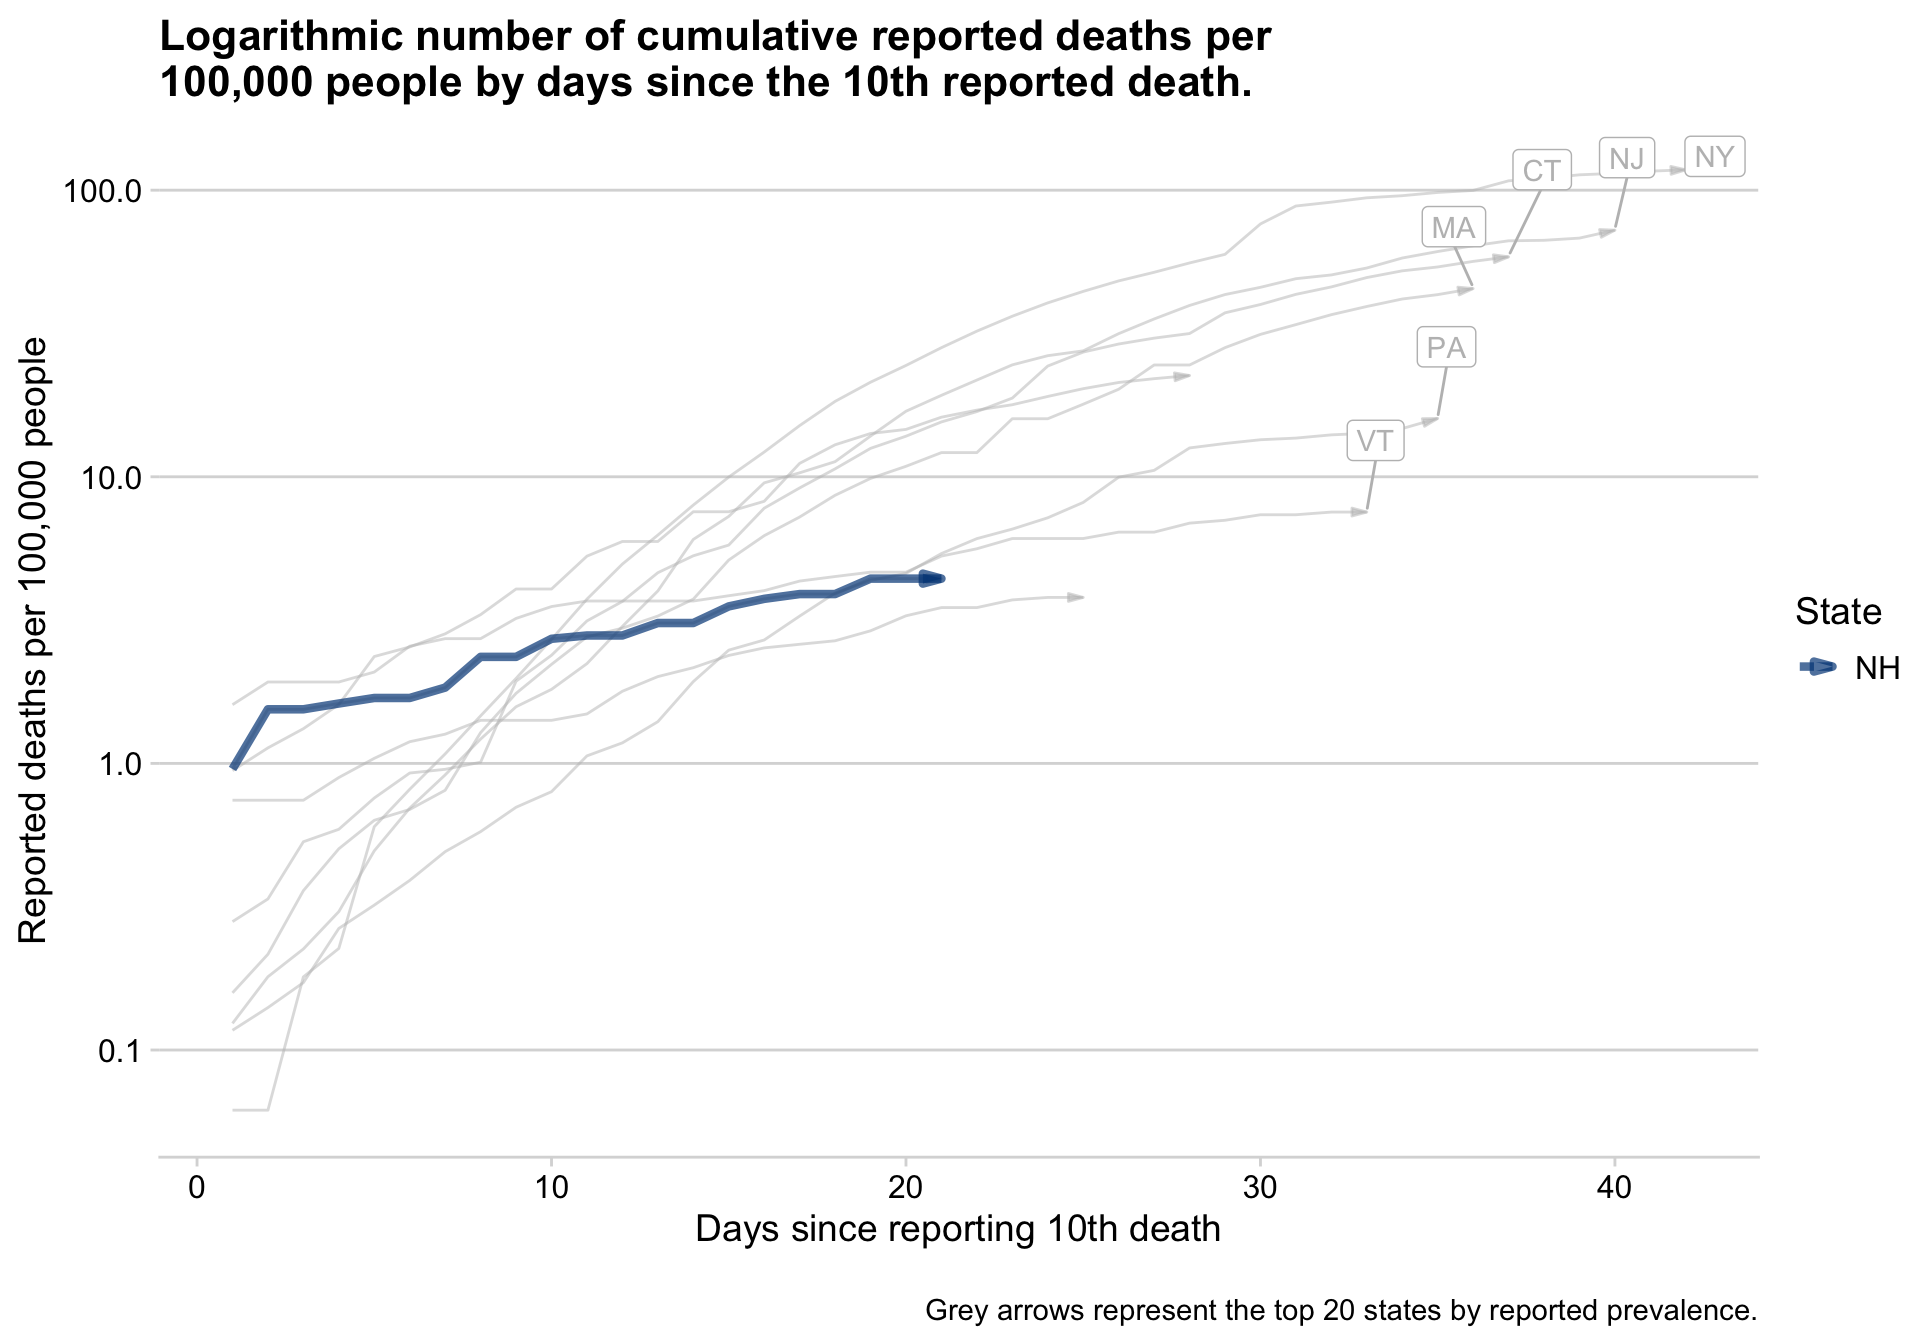 Logarithmic number of cumulative reported deaths per
100,000 people by days since the 10th reported death.
Reported deaths per 100,000 people
100.0
10.0
1.0
0.1
CT
NJ
NY
MA
PA
VT
State
NH
0
10
20
30
40
Days since reporting 10th death
Grey arrows represent the top 20 states by reported prevalence.